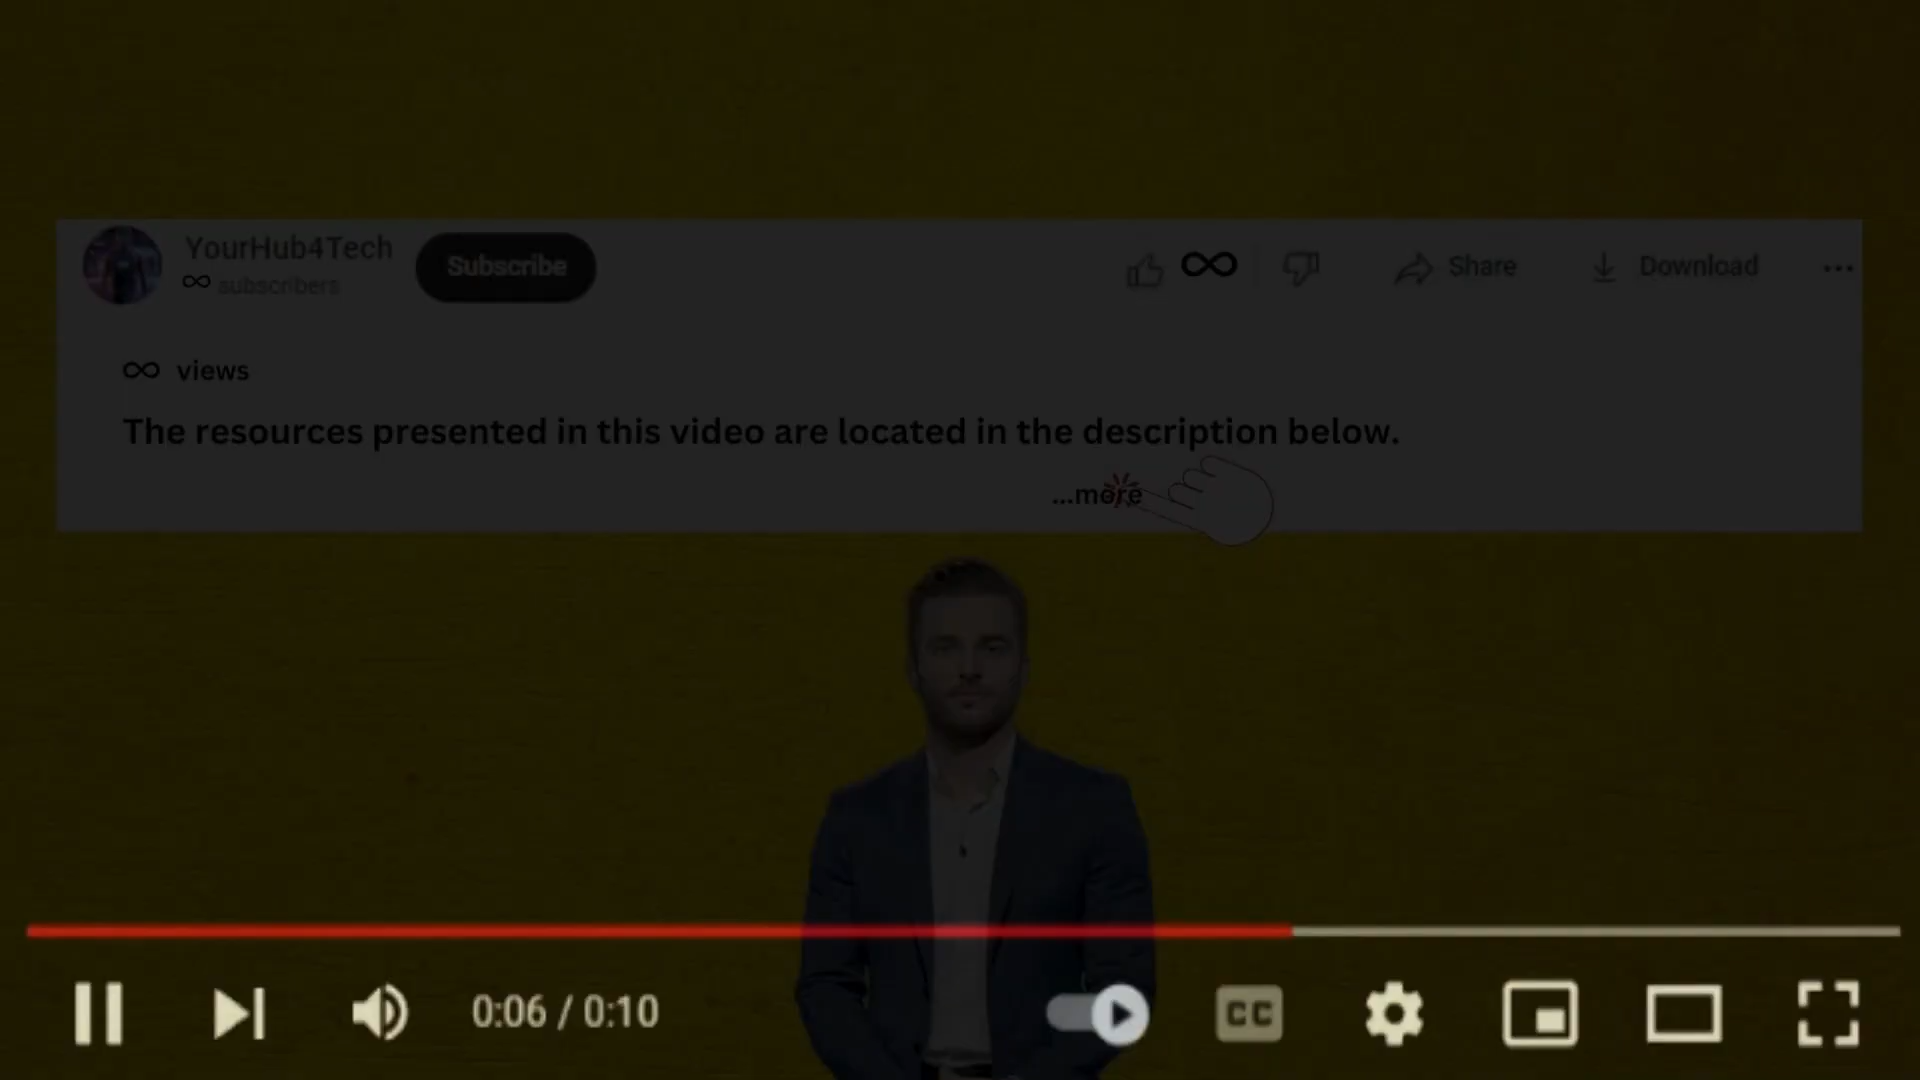 YourHub4Tech
∞ subscribers
Subscribe
∞
Share
Download
∞ views
The resources presented in this video are located in the description below.
...more
0:06 / 0:10
CC